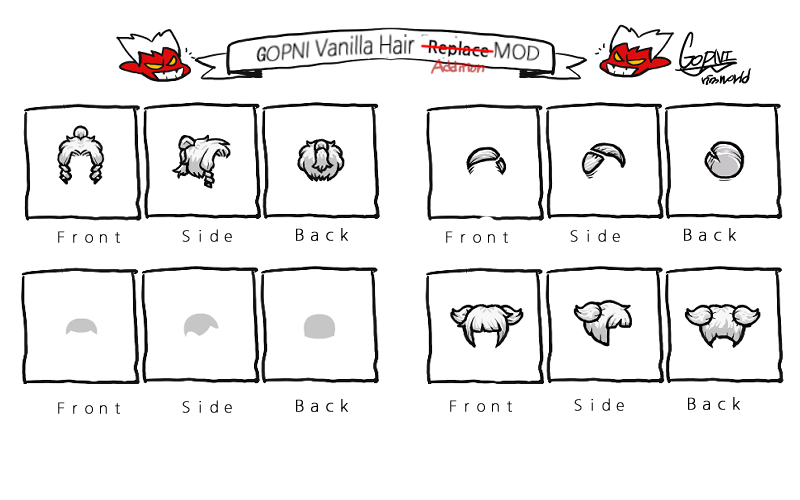 GOPNI Vanilla Hair Replace MOD
Addition
GOPNI
Front Side Back
Front Side Back
Front Side Back
Front Side Back